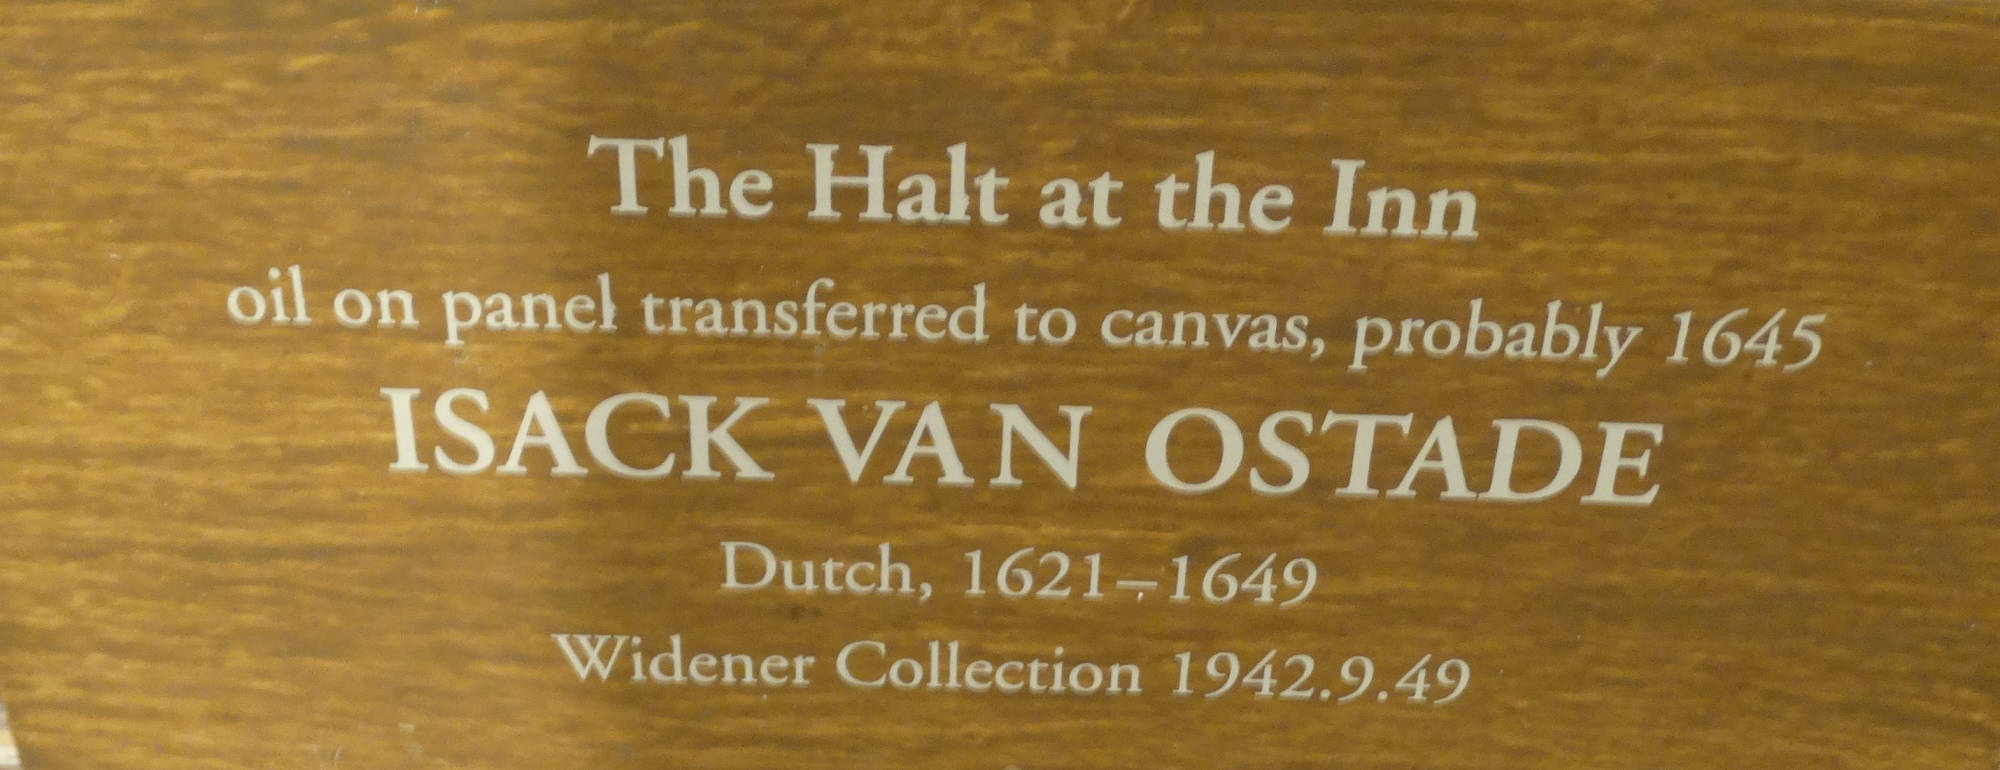 The Halt at the Inn
oil on panel transferred to canvas, probably 1645
ISACK VAN OSTADE
Dutch, 1621–1649
Widener Collection 1942.9.49